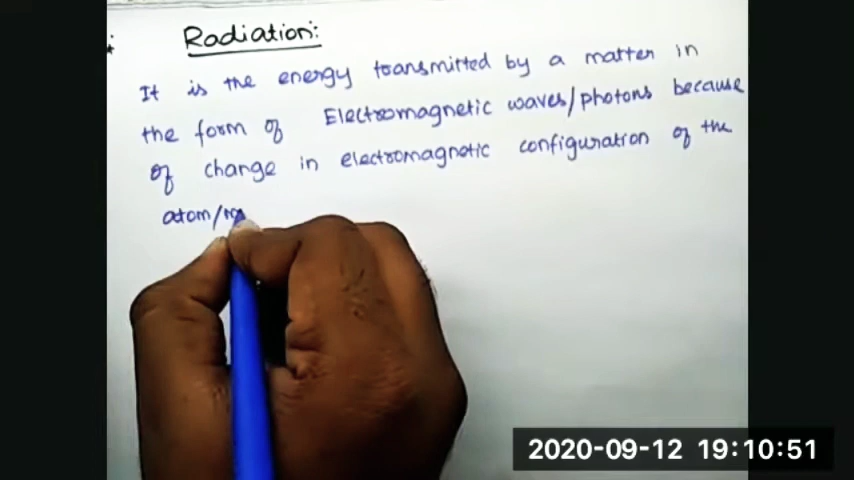 Radiation:
It is the energy transmitted by a matter in
the form of Electromagnetic waves/photons because
of change in electromagnetic configuration of the
atom/
2020-09-12 19:10:51